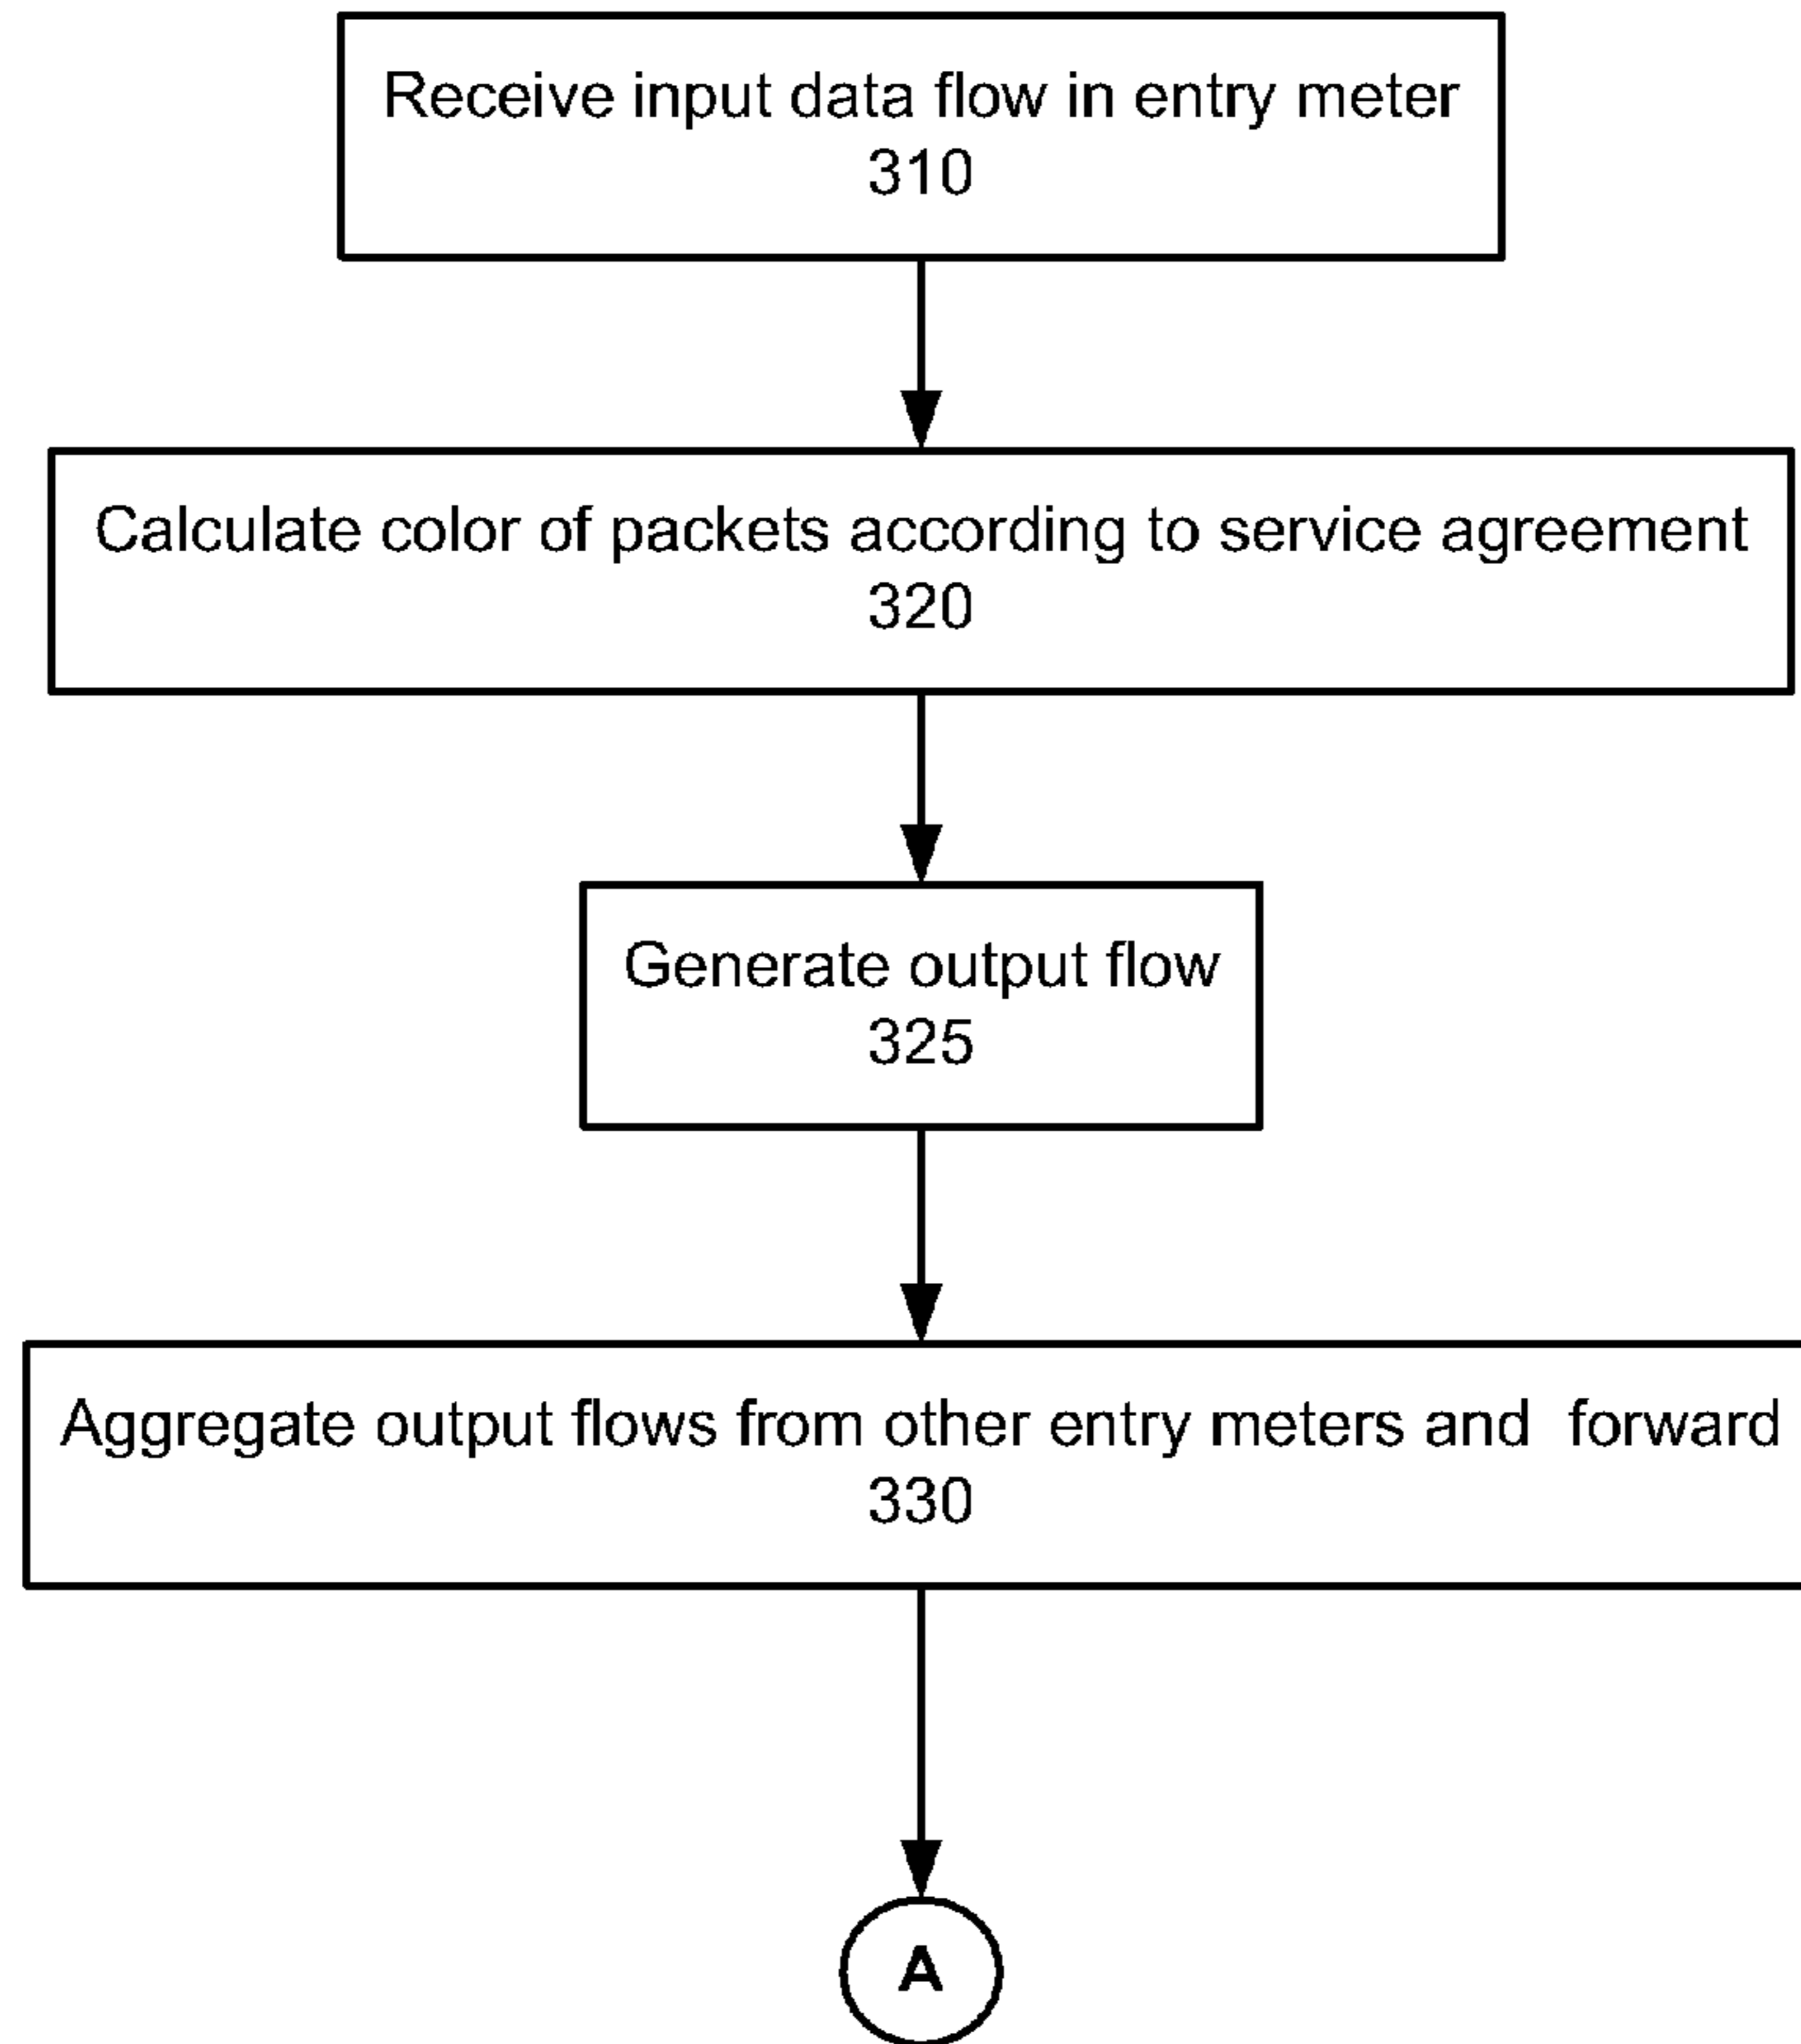 Receive input data flow in entry meter
310
Calculate color of packets according to service agreement
320
Generate output flow
325
Aggregate output flows from other entry meters and  forward
330
A